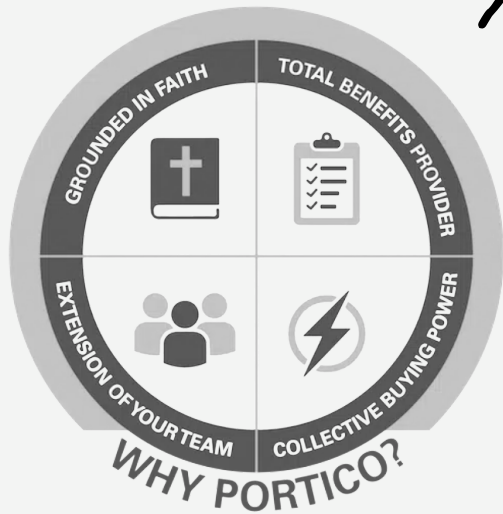 GROUNDED IN FAITH
TOTAL BENEFITS PROVIDER
EXTENSION OF YOUR TEAM
COLLECTIVE BUYING POWER
WHY PORTICO?